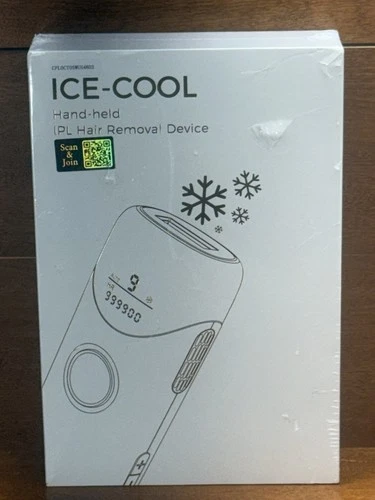 ICE-COOL
Hand-held
IPL Hair Removal Device
Scan
&
Join
9
999900
+